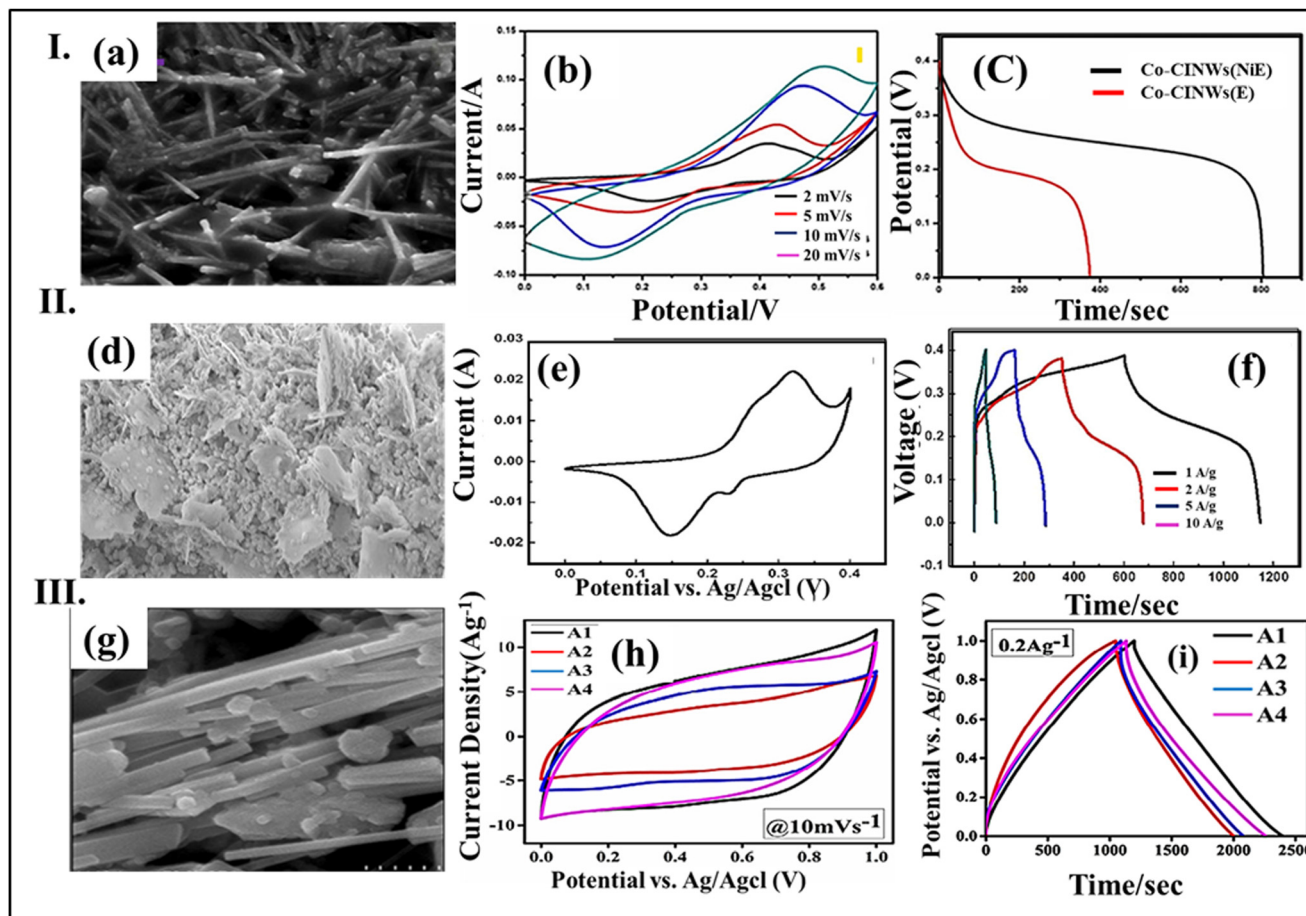 I.
(a)
0.15
0.10
0.05
0.00
-0.05
-0.10
Current/A
(b)
2 mV/s
5 mV/s
10 mV/s
20 mV/s
0.0 0.1 0.2 0.3 0.4 0.5 0.6
Potential/V
Potential (V)
0.4
0.2
0.0
(C)
Co-CINWs(NiE)
Co-CINWs(E)
0 200 400 600 800
Time/sec
II.
(d)
Current (A)
0.03
0.02
0.01
0.00
-0.01
-0.02
(e)
0.0 0.1 0.2 0.3 0.4
Potential vs. Ag/Agcl (V)
Voltage (V)
0.4
0.3
0.2
0.1
0.0
-0.1
(f)
1 A/g
2 A/g
5 A/g
10 A/g
0 200 400 600 800 1000 1200
Time/sec
III.
(g)
Current Density(Ag⁻¹)
10
5
0
-5
-10
A1
A2
A3
A4
(h)
@10mVs⁻¹
0.0 0.2 0.4 0.6 0.8 1.0
Potential vs. Ag/Agcl (V)
Potential vs. Ag/Agcl (V)
1.0
0.8
0.6
0.4
0.2
0.0
0.2Ag⁻¹
(i)
A1
A2
A3
A4
0 500 1000 1500 2000 2500
Time/sec